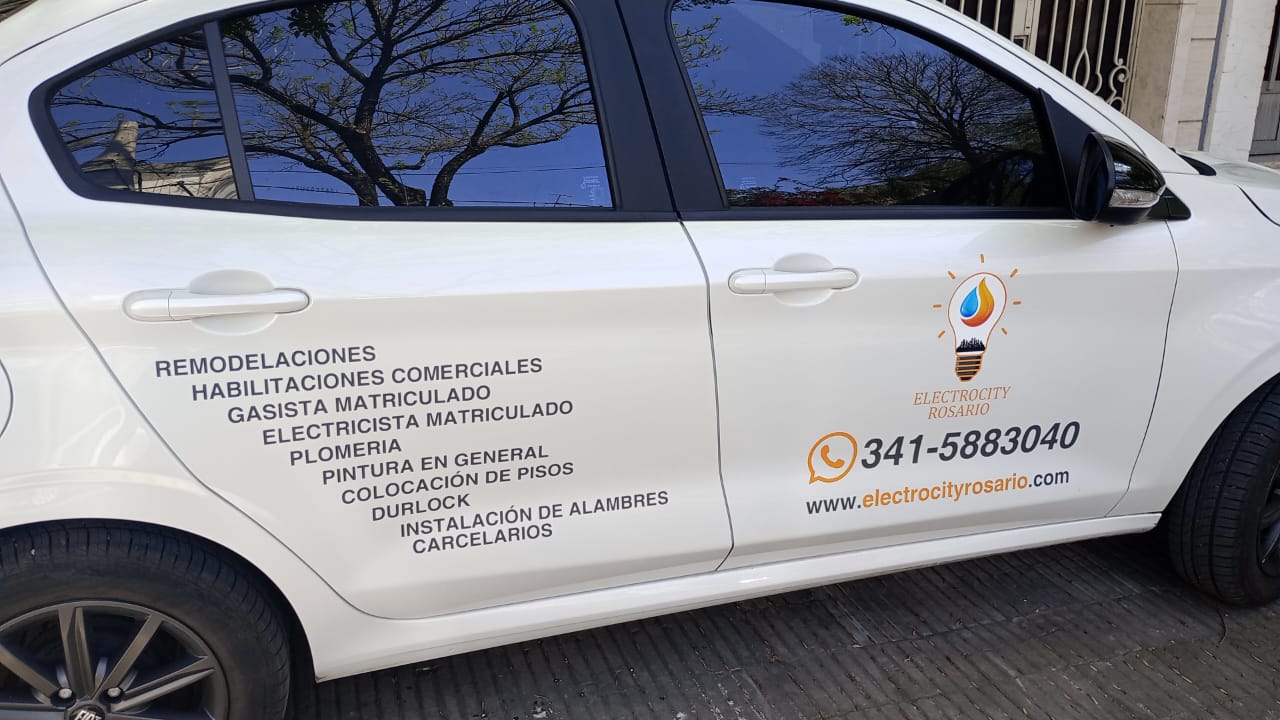 REMODELACIONES
HABILITACIONES COMERCIALES
GASISTA MATRICULADO
ELECTRICISTA MATRICULADO
PLOMERIA
PINTURA EN GENERAL
COLOCACIÓN DE PISOS
DURLOCK
INSTALACIÓN DE ALAMBRES
CARCELARIOS
ELECTROCITY
ROSARIO
341-5883040
www.electrocityrosario.com